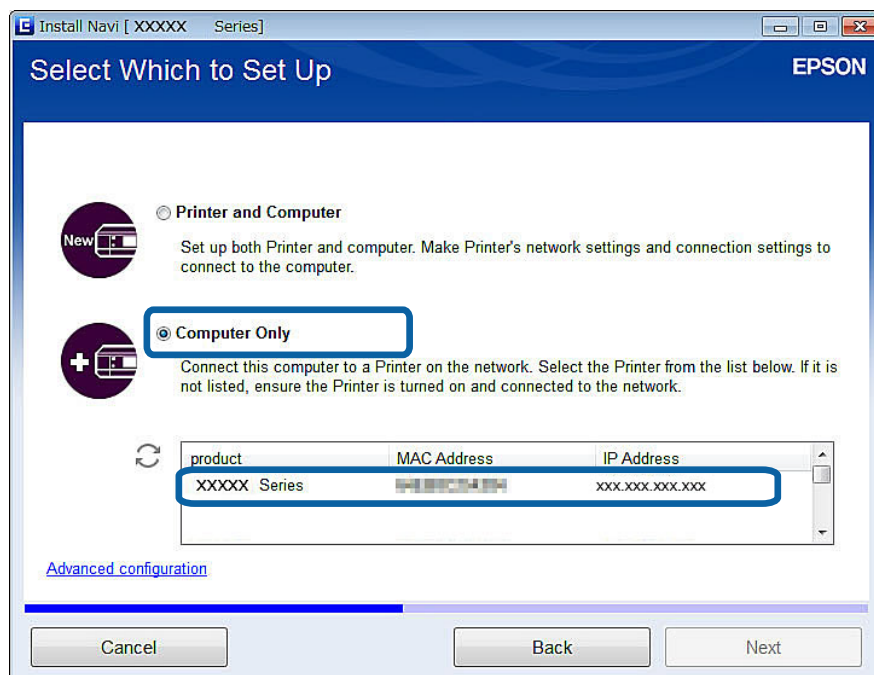 Install Navi [ XXXXX Series]
Select Which to Set Up
EPSON
New
Printer and Computer
Set up both Printer and computer. Make Printer's network settings and connection settings to
connect to the computer.
Computer Only
Connect this computer to a Printer on the network. Select the Printer from the list below. If it is
not listed, ensure the Printer is turned on and connected to the network.
product MAC Address IP Address
XXXXX Series xxx.xxx.xxx.xxx
Advanced configuration
Cancel Back Next